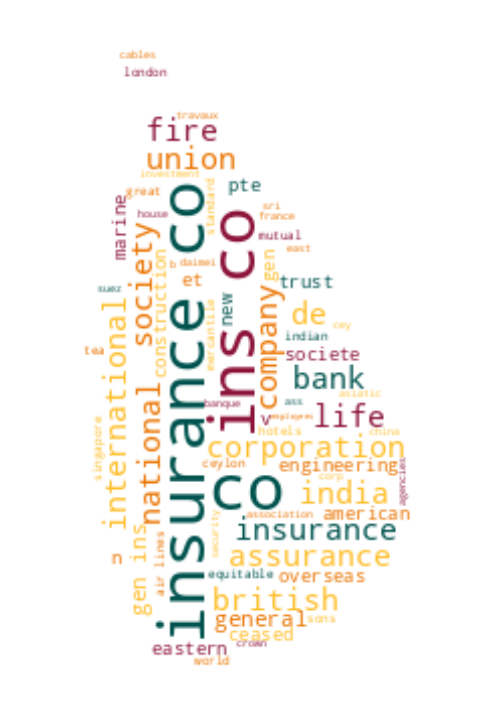 cables
london
travaux
fire
union
investment
great
pte
standard
marine
house
sri
france
mutual
society
insurance co
ins co
east
b
daimei
gen
et
trust
construction
suez
new
company
de
cey
international
mercantile
indian
societe
tea
bank
asiatic
national
banque
ass
v
employees
life
hotels
china
singapore
corporation
ceylon
engineering
corp
agencies
co
india
association
american
security
insurance
gen ins
air lines
n
assurance
equitable
overseas
british
general
sons
ceased
eastern
crown
world